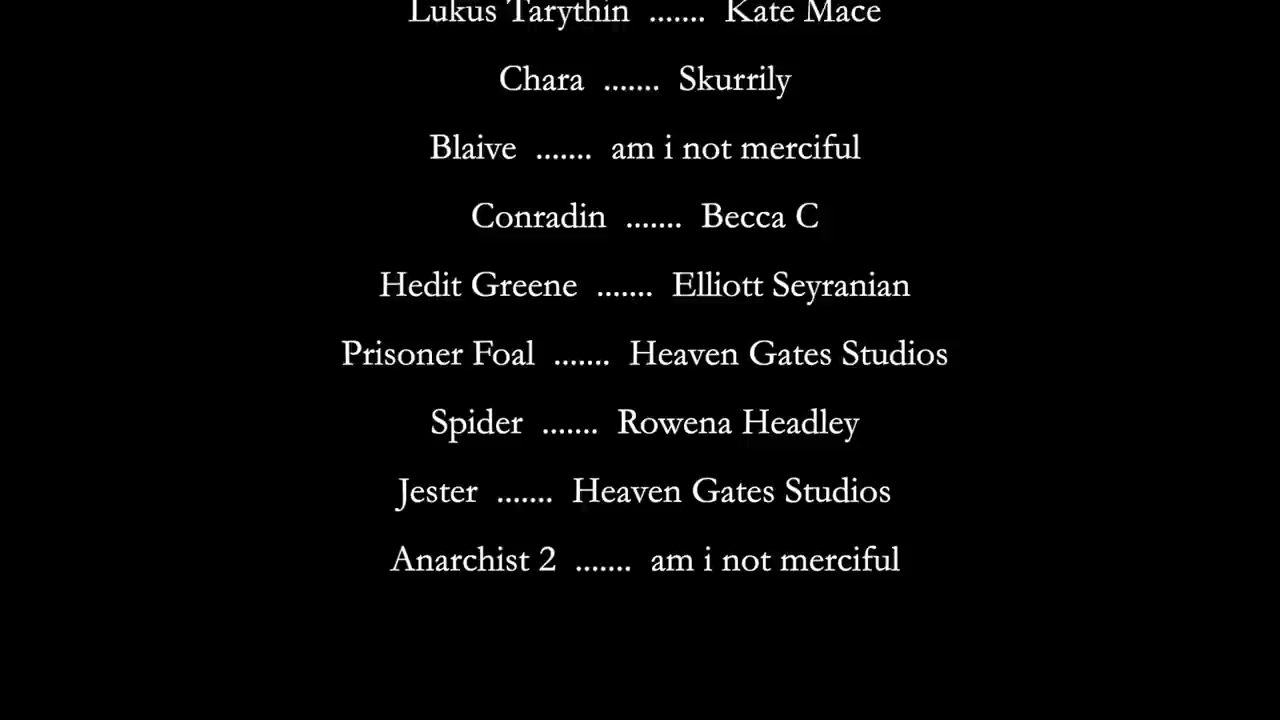 Lukus Tarythin ....... Kate Mace
Chara ....... Skurrily
Blaive ....... am i not merciful
Conradin ....... Becca C
Hedit Greene ....... Elliott Seyranian
Prisoner Foal ....... Heaven Gates Studios
Spider ....... Rowena Headley
Jester ....... Heaven Gates Studios
Anarchist 2 ....... am i not merciful